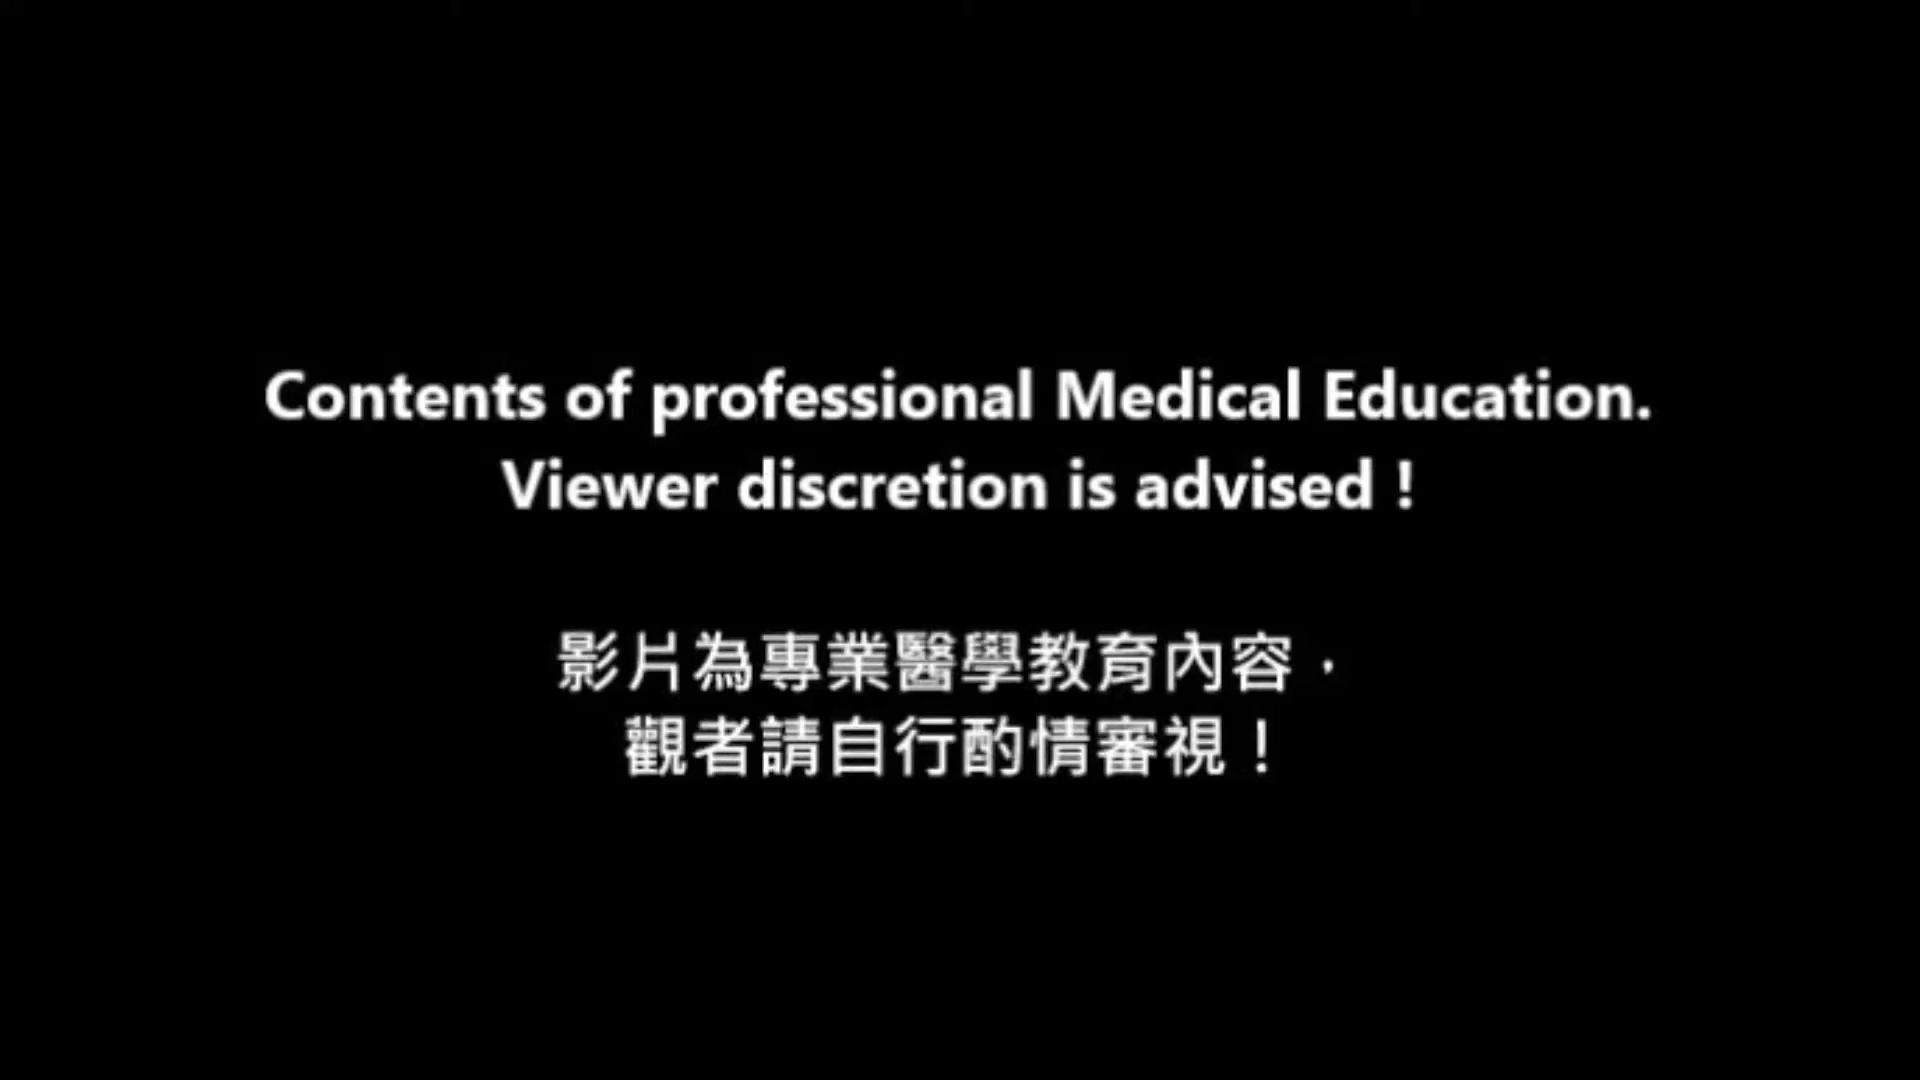 Contents of professional Medical Education.
Viewer discretion is advised !
影片為專業醫學教育內容，
觀者請自行酌情審視！